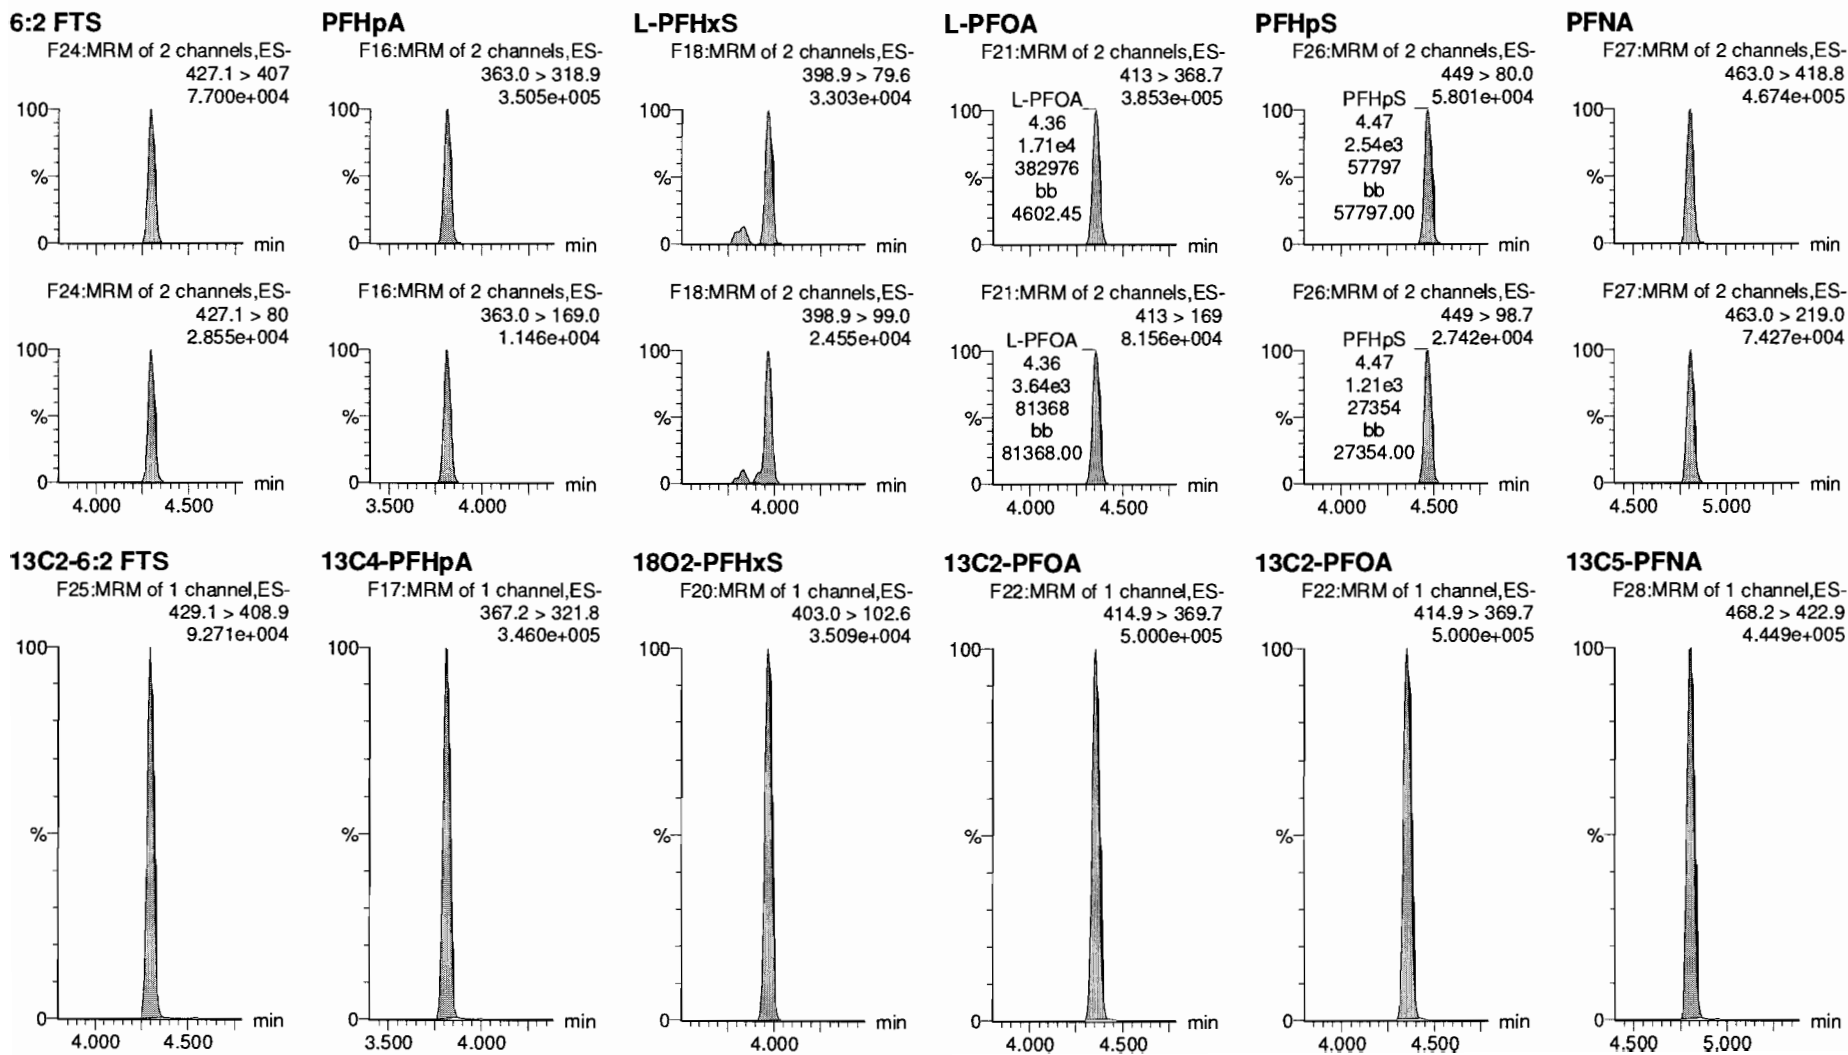 6:2 FTS
F24:MRM of 2 channels,ES-
427.1 > 407
7.700e+004
100
%
0
min
PFHpA
F16:MRM of 2 channels,ES-
363.0 > 318.9
3.505e+005
100
%
0
min
L-PFHxS
F18:MRM of 2 channels,ES-
398.9 > 79.6
3.303e+004
100
%
0
min
L-PFOA
F21:MRM of 2 channels,ES-
413 > 368.7
3.853e+005
L-PFOA
4.36
1.71e4
382976
bb
4602.45
100
%
0
min
PFHpS
F26:MRM of 2 channels,ES-
449 > 80.0
5.801e+004
PFHpS
4.47
2.54e3
57797
bb
57797.00
100
%
0
min
PFNA
F27:MRM of 2 channels,ES-
463.0 > 418.8
4.674e+005
100
%
0
min
F24:MRM of 2 channels,ES-
427.1 > 80
2.855e+004
100
%
0
min
4.000 4.500
F16:MRM of 2 channels,ES-
363.0 > 169.0
1.146e+004
100
%
0
min
3.500 4.000
F18:MRM of 2 channels,ES-
398.9 > 99.0
2.455e+004
100
%
0
min
4.000
F21:MRM of 2 channels,ES-
413 > 169
8.156e+004
L-PFOA
4.36
3.64e3
81368
bb
81368.00
100
%
0
min
4.000 4.500
F26:MRM of 2 channels,ES-
449 > 98.7
2.742e+004
PFHpS
4.47
1.21e3
27354
bb
27354.00
100
%
0
min
4.000 4.500
F27:MRM of 2 channels,ES-
463.0 > 219.0
7.427e+004
100
%
0
min
4.500 5.000
13C2-6:2 FTS
F25:MRM of 1 channel,ES-
429.1 > 408.9
9.271e+004
100
%
0
min
4.000 4.500
13C4-PFHpA
F17:MRM of 1 channel,ES-
367.2 > 321.8
3.460e+005
100
%
0
min
3.500 4.000
18O2-PFHxS
F20:MRM of 1 channel,ES-
403.0 > 102.6
3.509e+004
100
%
0
min
4.000
13C2-PFOA
F22:MRM of 1 channel,ES-
414.9 > 369.7
5.000e+005
100
%
0
min
4.000 4.500
13C2-PFOA
F22:MRM of 1 channel,ES-
414.9 > 369.7
5.000e+005
100
%
0
min
4.000 4.500
13C5-PFNA
F28:MRM of 1 channel,ES-
468.2 > 422.9
4.449e+005
100
%
0
min
4.500 5.000